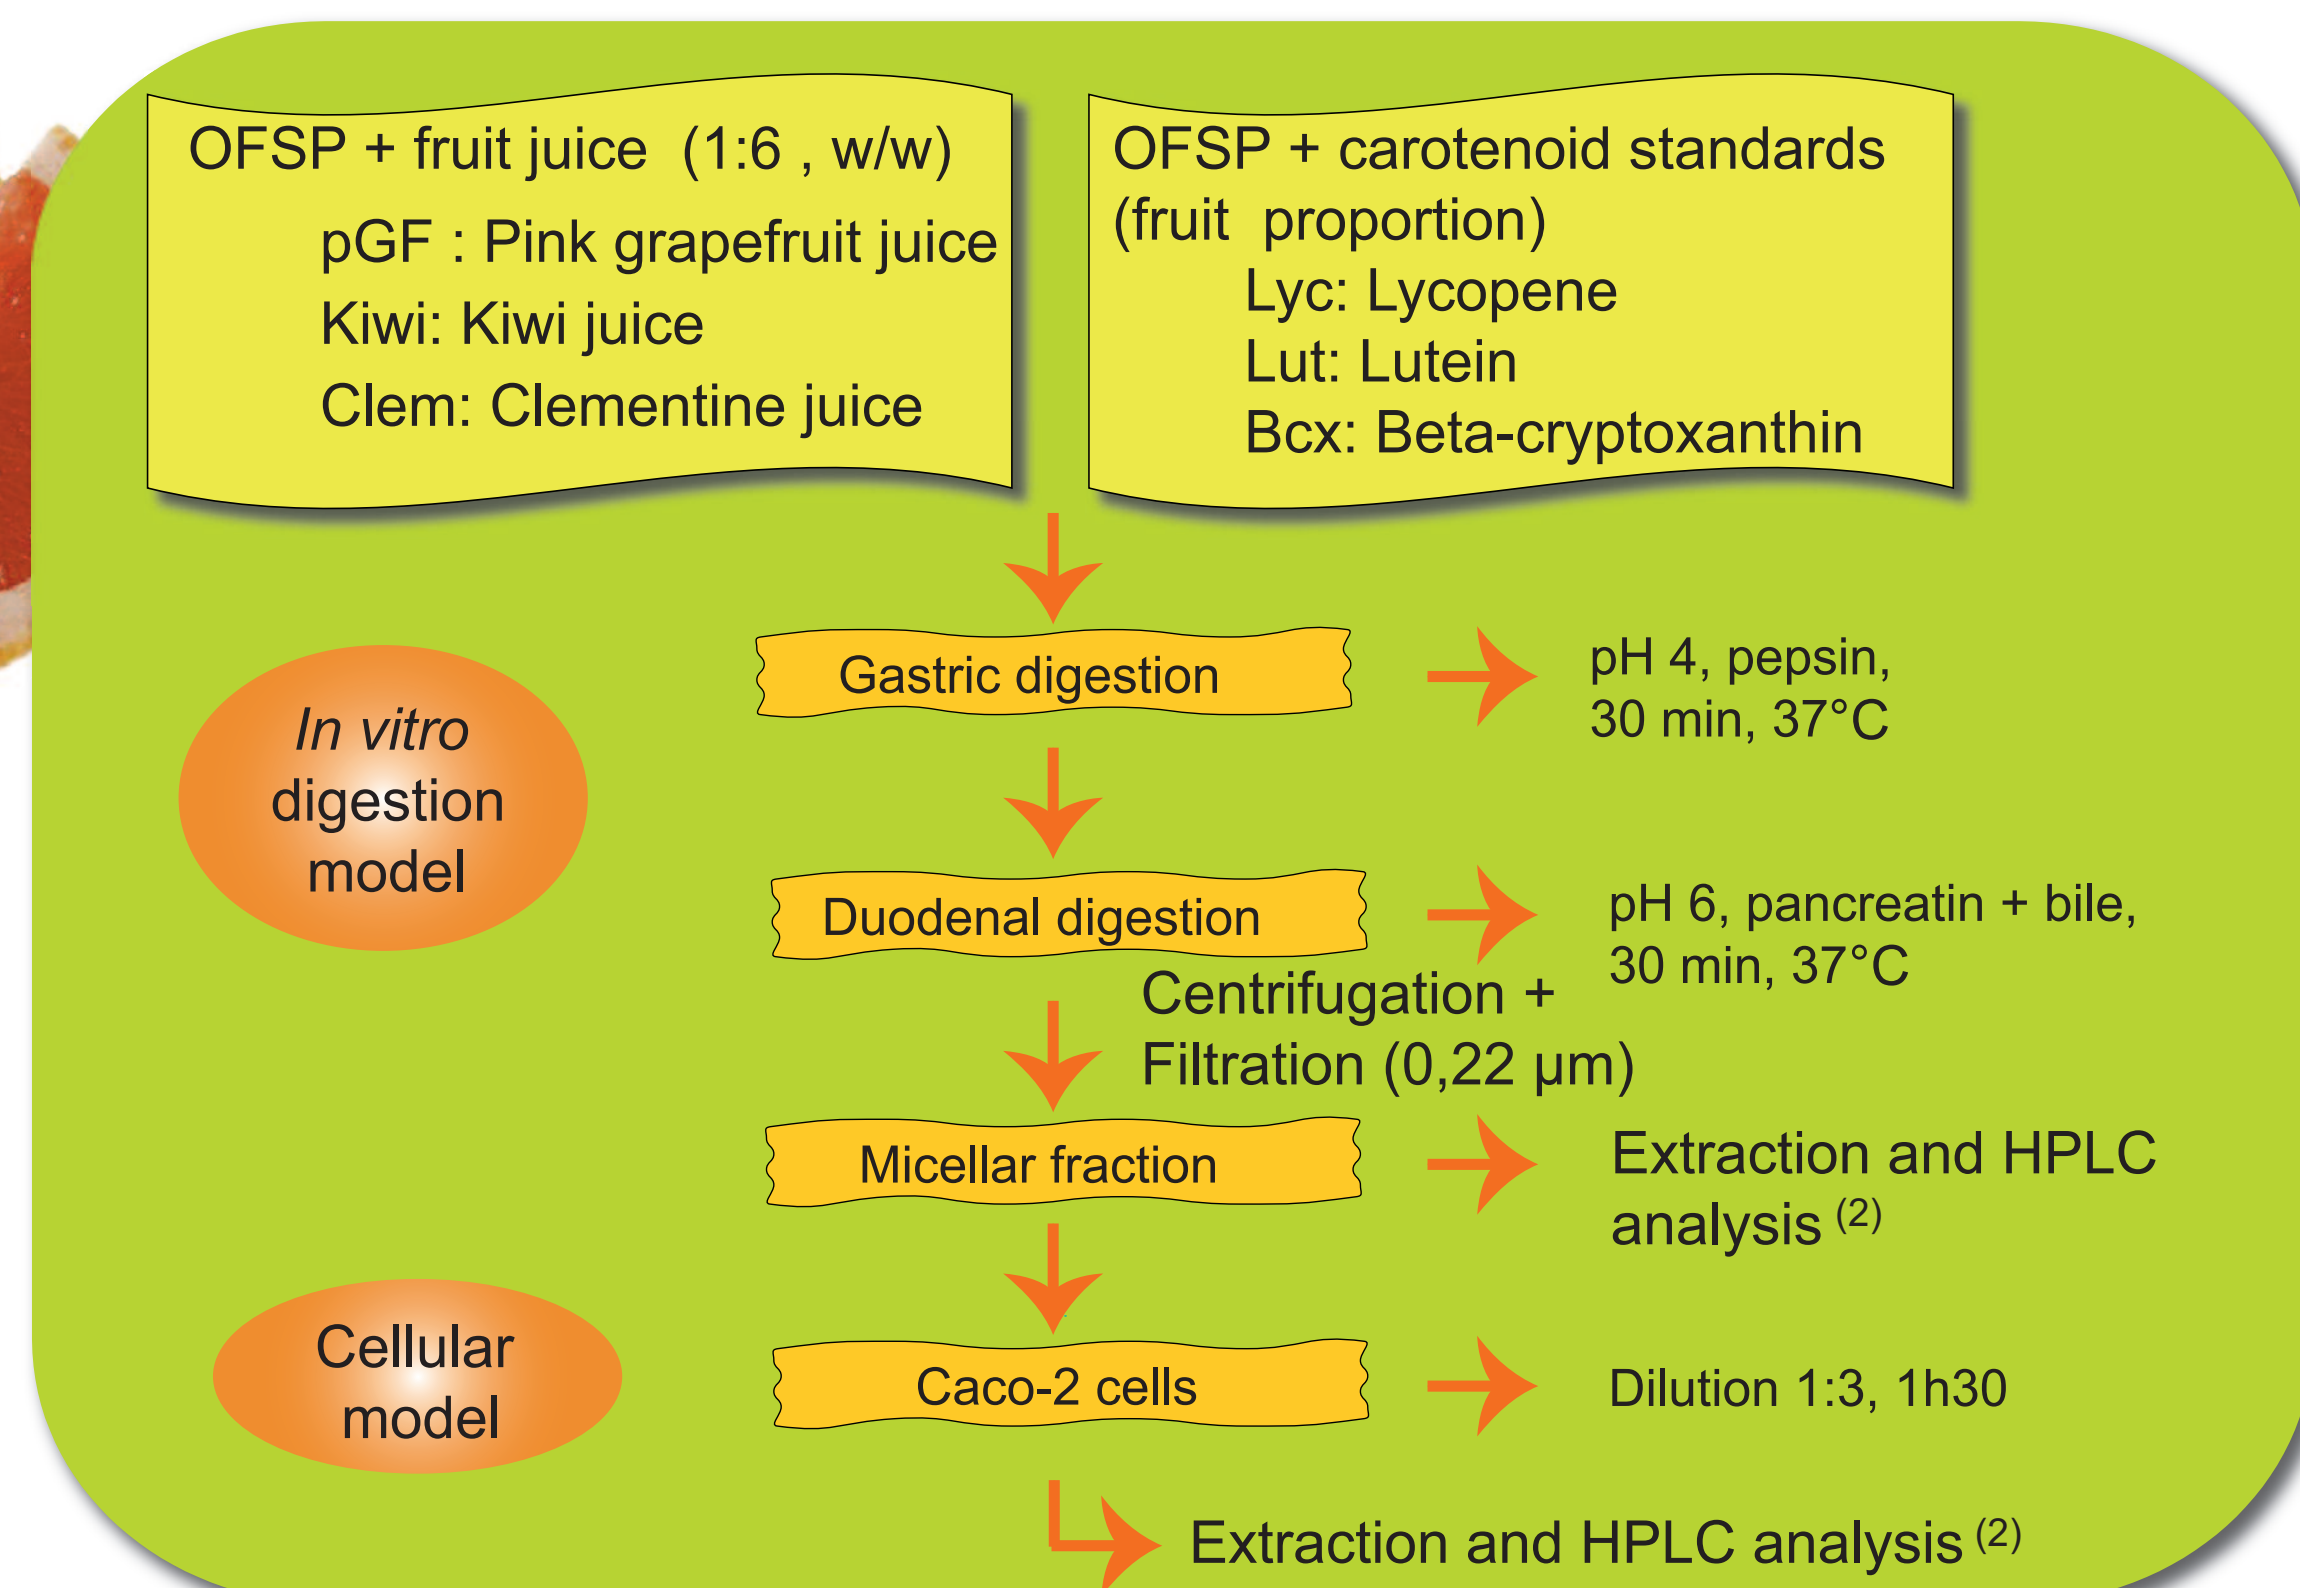 OFSP + fruit juice (1:6 , w/w)
pGF : Pink grapefruit juice
Kiwi: Kiwi juice
Clem: Clementine juice
OFSP + carotenoid standards
(fruit proportion)
Lyc: Lycopene
Lut: Lutein
Bcx: Beta-cryptoxanthin
In vitro
digestion
model
Gastric digestion
pH 4, pepsin,
30 min, 37°C
Duodenal digestion
pH 6, pancreatin + bile,
30 min, 37°C
Centrifugation +
Filtration (0,22 µm)
Micellar fraction
Extraction and HPLC
analysis (2)
Cellular
model
Caco-2 cells
Dilution 1:3, 1h30
Extraction and HPLC analysis (2)